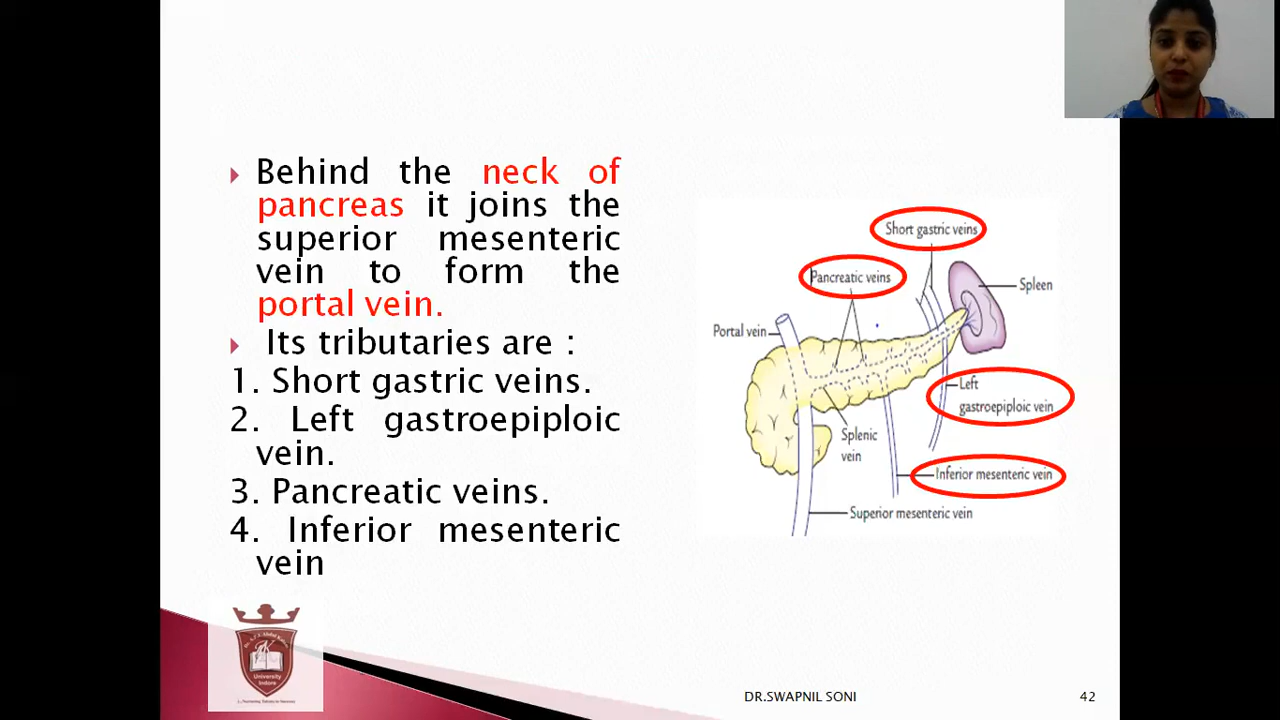 Behind the neck of
pancreas it joins the
superior mesenteric
vein to form the
portal vein.
Its tributaries are :
1. Short gastric veins.
2. Left gastroepiploic
vein.
3. Pancreatic veins.
4. Inferior mesenteric
vein
Short gastric veins
Pancreatic veins
Spleen
Portal vein
Left
gastroepiploic vein
Splenic
vein
Inferior mesenteric vein
Superior mesenteric vein
University
Indore
DR.SWAPNIL SONI
42